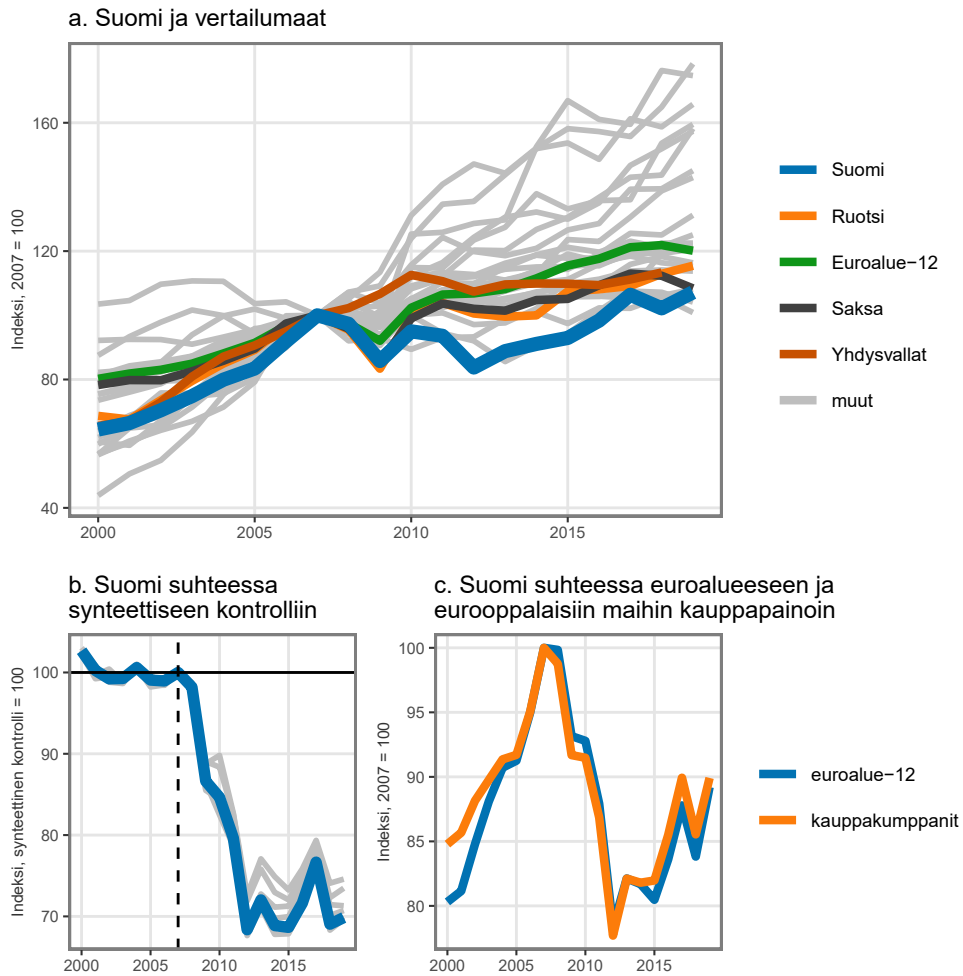 a. Suomi ja vertailumaat
Indeksi, 2007 = 100
160
120
80
40
2000
2005
2010
2015
Suomi
Ruotsi
Euroalue−12
Saksa
Yhdysvallat
muut
b. Suomi suhteessa
synteettiseen kontrolliin
Indeksi, synteettinen kontrolli = 100
100
90
80
70
2000
2005
2010
2015
c. Suomi suhteessa euroalueeseen ja
eurooppalaisiin maihin kauppapainoin
Indeksi, 2007 = 100
100
95
90
85
80
2000
2005
2010
2015
euroalue−12
kauppakumppanit